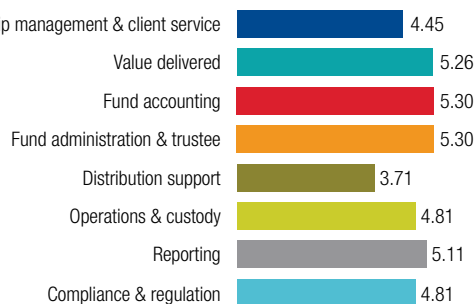 management & client service 4.45
Value delivered 5.26
Fund accounting 5.30
Fund administration & trustee 5.30
Distribution support 3.71
Operations & custody 4.81
Reporting 5.11
Compliance & regulation 4.81